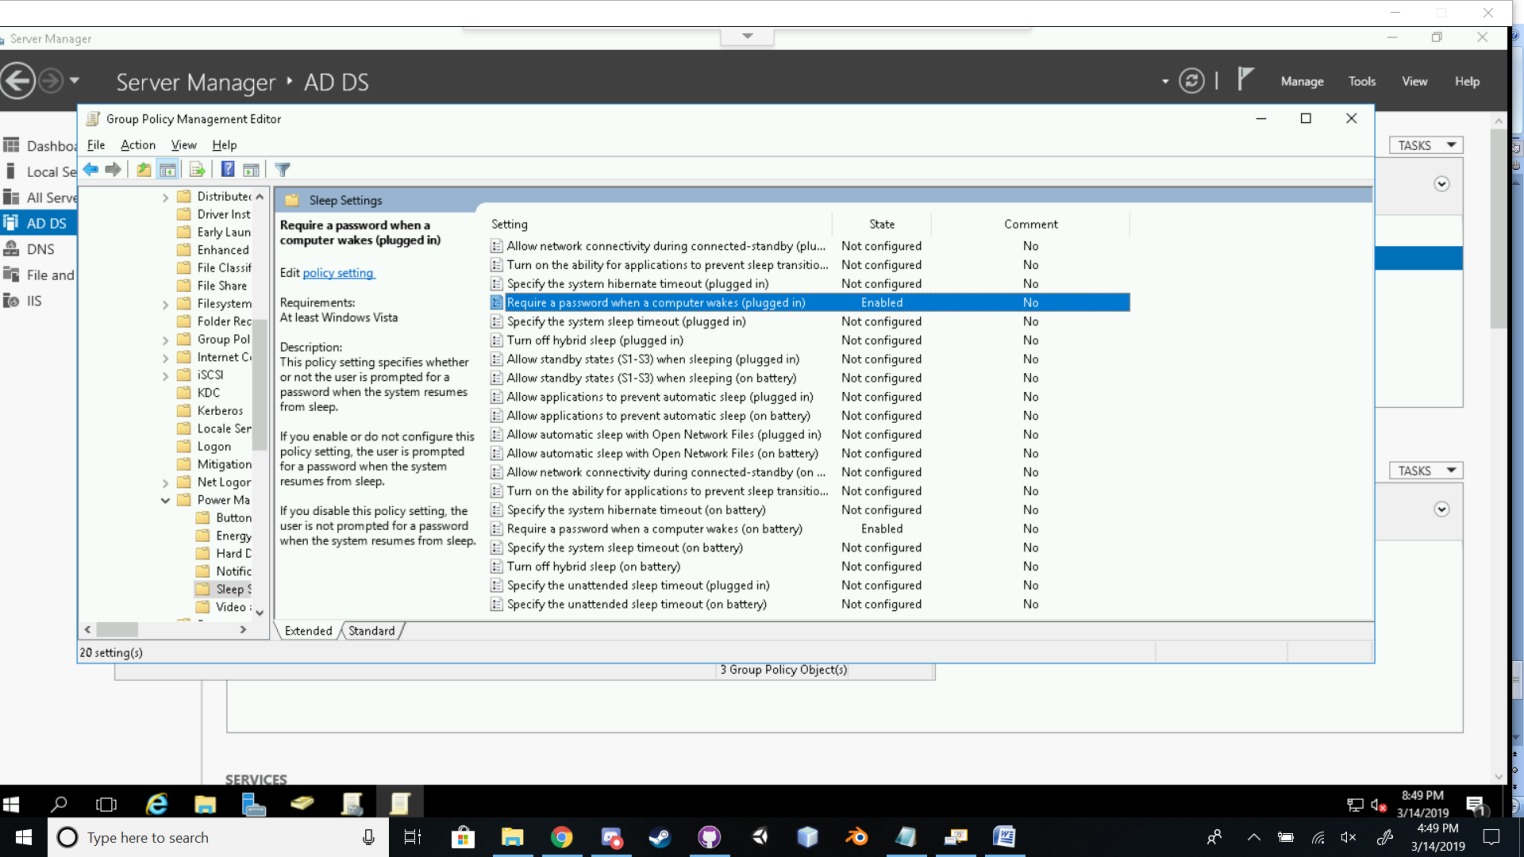 Server Manager
Server Manager ‣ AD DS
Manage Tools View Help
Dashbo
Local Se
All Serve
AD DS
DNS
File and
IIS
TASKS
TASKS
Group Policy Management Editor
File Action View Help
Distributec
Driver Inst
Early Laun
Enhanced
File Classif
File Share
Filesystem
Folder Rec
Group Pol
Internet Co
iSCSI
KDC
Kerberos
Locale Ser
Logon
Mitigation
Net Logon
Power Ma
Button
Energy
Hard D
Notific
Sleep S
Video
Sleep Settings
Require a password when a
computer wakes (plugged in)
Edit policy setting
Requirements:
At least Windows Vista
Description:
This policy setting specifies whether
or not the user is prompted for a
password when the system resumes
from sleep.
If you enable or do not configure this
policy setting, the user is prompted
for a password when the system
resumes from sleep.
If you disable this policy setting, the
user is not prompted for a password
when the system resumes from sleep.
Setting State Comment
Allow network connectivity during connected-standby (plu... Not configured No
Turn on the ability for applications to prevent sleep transitio... Not configured No
Specify the system hibernate timeout (plugged in) Not configured No
Require a password when a computer wakes (plugged in) Enabled No
Specify the system sleep timeout (plugged in) Not configured No
Turn off hybrid sleep (plugged in) Not configured No
Allow standby states (S1-S3) when sleeping (plugged in) Not configured No
Allow standby states (S1-S3) when sleeping (on battery) Not configured No
Allow applications to prevent automatic sleep (plugged in) Not configured No
Allow applications to prevent automatic sleep (on battery) Not configured No
Allow automatic sleep with Open Network Files (plugged in) Not configured No
Allow automatic sleep with Open Network Files (on battery) Not configured No
Allow network connectivity during connected-standby (on ... Not configured No
Turn on the ability for applications to prevent sleep transitio... Not configured No
Specify the system hibernate timeout (on battery) Not configured No
Require a password when a computer wakes (on battery) Enabled No
Specify the system sleep timeout (on battery) Not configured No
Turn off hybrid sleep (on battery) Not configured No
Specify the unattended sleep timeout (plugged in) Not configured No
Specify the unattended sleep timeout (on battery) Not configured No
Extended Standard
20 setting(s)
3 Group Policy Object(s)
SERVICES
8:49 PM
3/14/2019
1
Type here to search
4:49 PM
3/14/2019